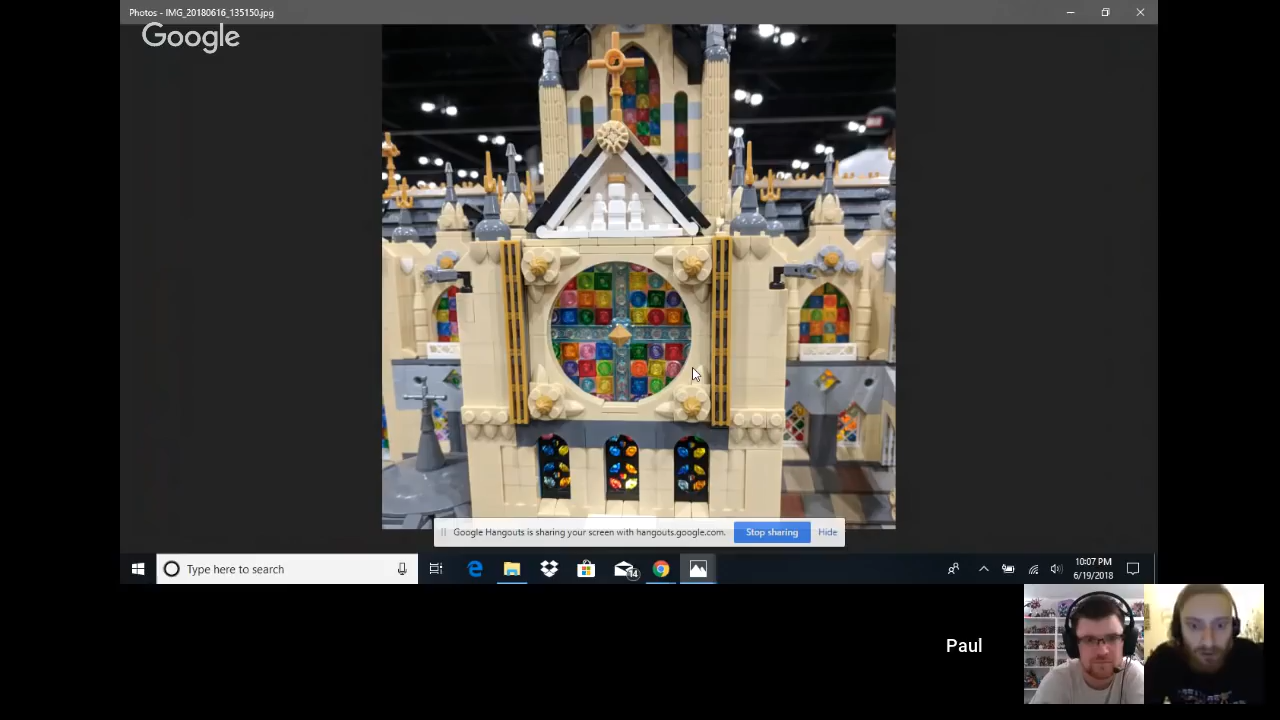 Photos - IMG_20180616_135150.jpg
Google
Google Hangouts is sharing your screen with hangouts.google.com.
Stop sharing
Hide
Type here to search
14
10:07 PM
6/19/2018
Paul